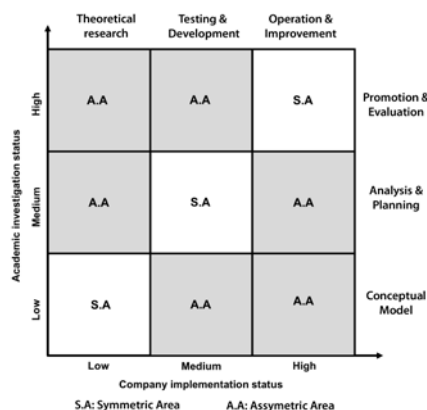 Theoretical
research
Testing &
Development
Operation &
Improvement
Academic investigation status
High
Medium
Low
A.A
A.A
S.A
Promotion &
Evaluation
A.A
S.A
A.A
Analysis &
Planning
S.A
A.A
A.A
Conceptual
Model
Low
Medium
High
Company implementation status
S.A: Symmetric Area
A.A: Assymetric Area